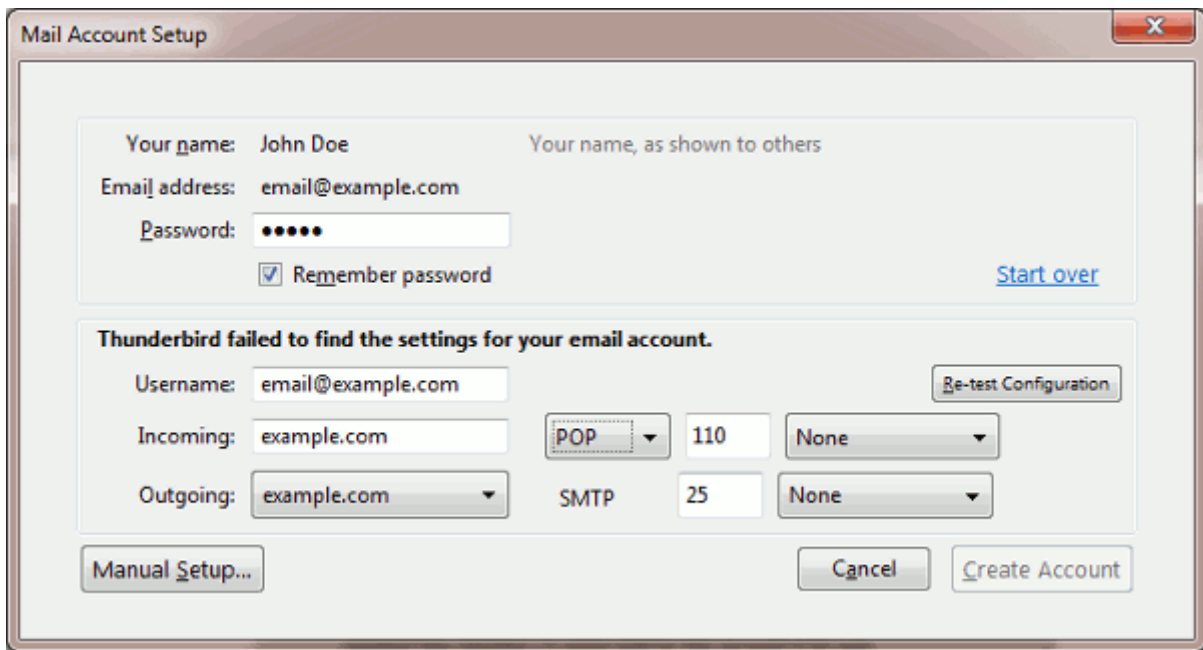 Mail Account Setup
Your name: John Doe Your name, as shown to others
Email address: email@example.com
Password: •••••
Remember password Start over
Thunderbird failed to find the settings for your email account.
Username: email@example.com Re-test Configuration
Incoming: example.com POP 110 None
Outgoing: example.com SMTP 25 None
Manual Setup... Cancel Create Account